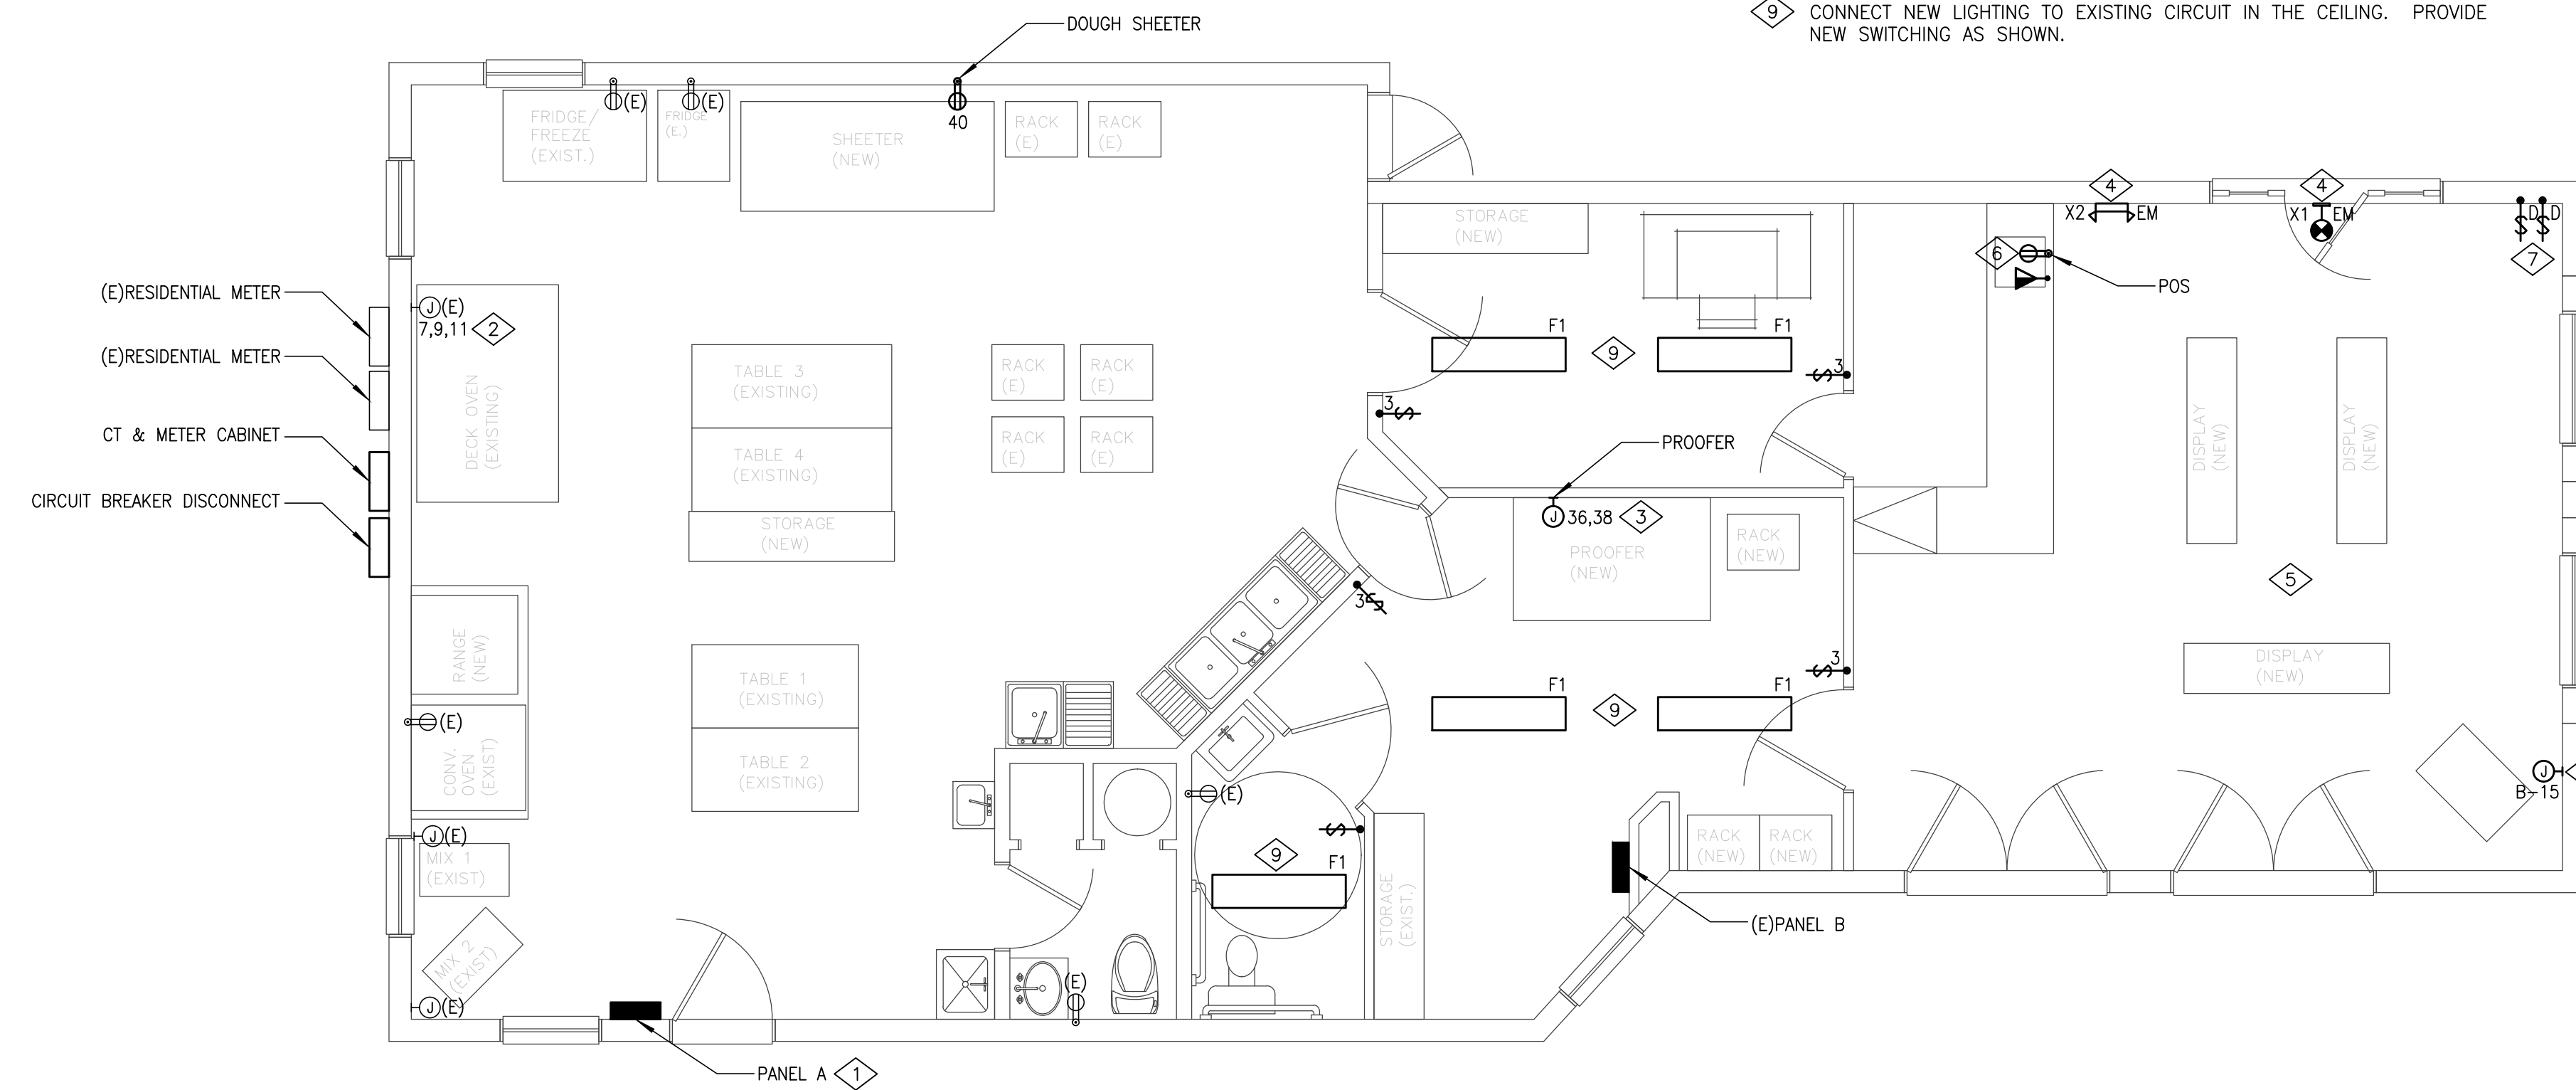 9 CONNECT NEW LIGHTING TO EXISTING CIRCUIT IN THE CEILING. PROVIDE
NEW SWITCHING AS SHOWN.
DOUGH SHEETER
(E)
(E)
40
FRIDGE/
FREEZE
(EXIST.)
FRIDGE
(E.)
SHEETER
(NEW)
RACK
(E)
RACK
(E)
STORAGE
(NEW)
4
X2
EM
4
X1
EM
D
D
7
6
POS
(E)RESIDENTIAL METER
(E)RESIDENTIAL METER
CT & METER CABINET
CIRCUIT BREAKER DISCONNECT
J
(E)
7,9,11
2
DECK OVEN
(EXISTING)
TABLE 3
(EXISTING)
TABLE 4
(EXISTING)
STORAGE
(NEW)
RACK
(E)
RACK
(E)
RACK
(E)
RACK
(E)
F1
9
F1
$
3
3
$
PROOFER
J
36,38
3
PROOFER
(NEW)
RACK
(NEW)
DISPLAY
(NEW)
DISPLAY
(NEW)
5
DISPLAY
(NEW)
3
$
$
3
RANGE
(NEW)
(E)
CONV.
OVEN
(EXIST)
TABLE 1
(EXISTING)
TABLE 2
(EXISTING)
F1
9
F1
(E)
J
B-15
J
(E)
MIX 1
(EXIST)
MIX 2
(EXIST)
J
(E)
$
9
F1
STORAGE
(EXIST.)
RACK
(NEW)
RACK
(NEW)
(E)PANEL B
(E)
PANEL A
1